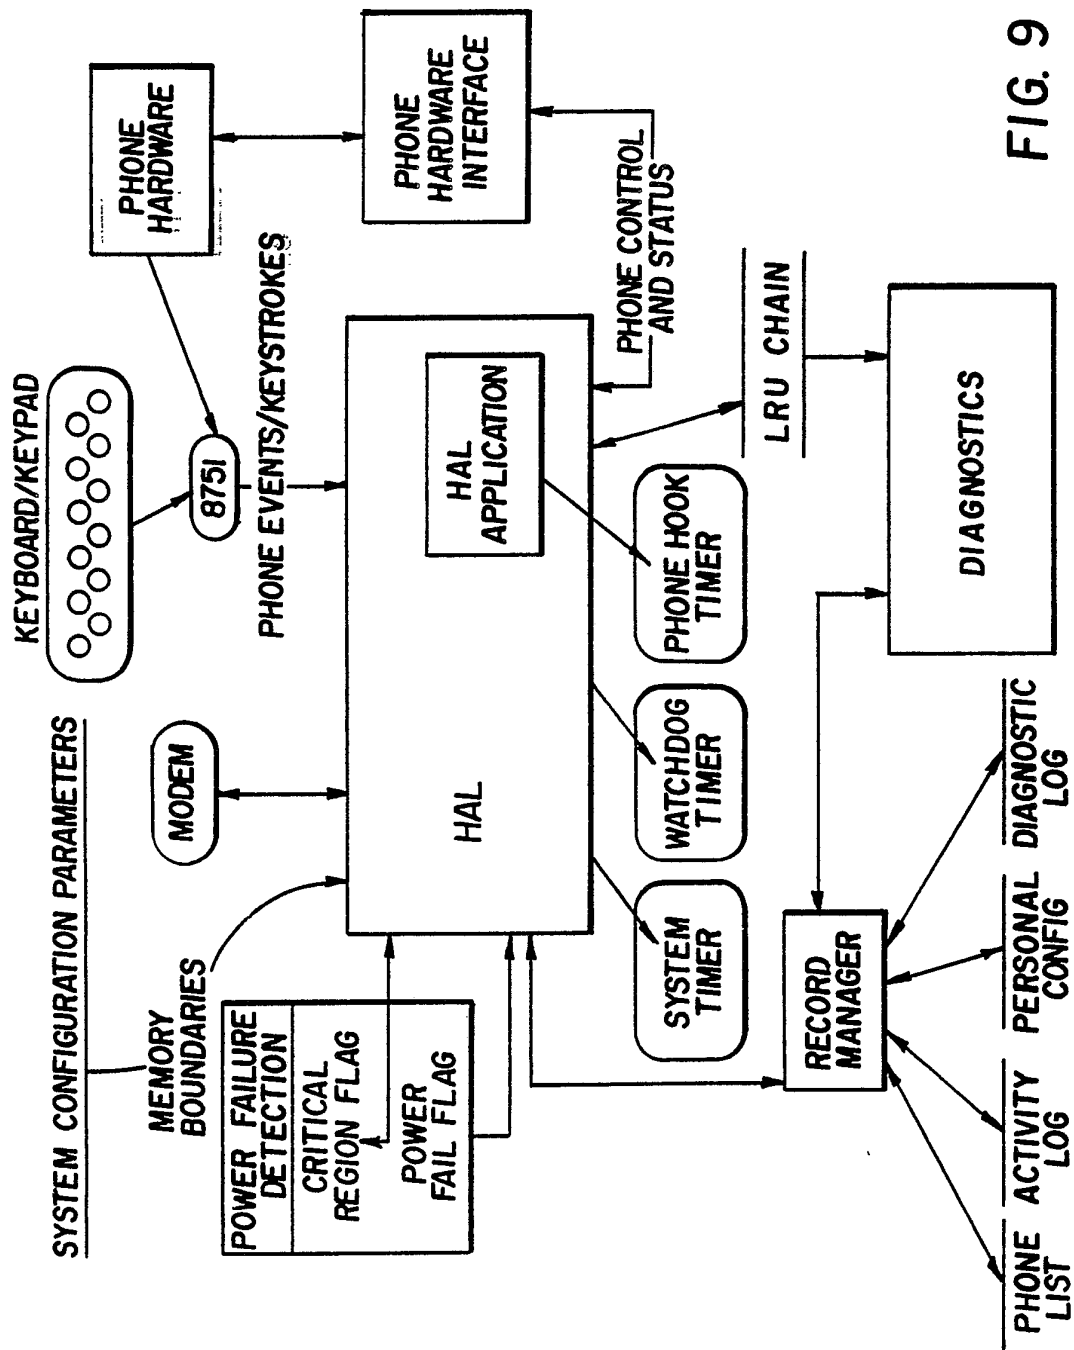 SYSTEM CONFIGURATION PARAMETERS
KEYBOARD/KEYPAD
MODEM
8751
PHONE
HARDWARE
MEMORY
BOUNDARIES
PHONE EVENTS/KEYSTROKES
POWER FAILURE
DETECTION
CRITICAL
REGION FLAG
POWER
FAIL FLAG
HAL
HAL
APPLICATION
PHONE
HARDWARE
INTERFACE
PHONE CONTROL
AND STATUS
SYSTEM
TIMER
WATCHDOG
TIMER
PHONE HOOK
TIMER
LRU CHAIN
RECORD
MANAGER
DIAGNOSTICS
PHONE
LIST
ACTIVITY
LOG
PERSONAL
CONFIG
DIAGNOSTIC
LOG
FIG. 9